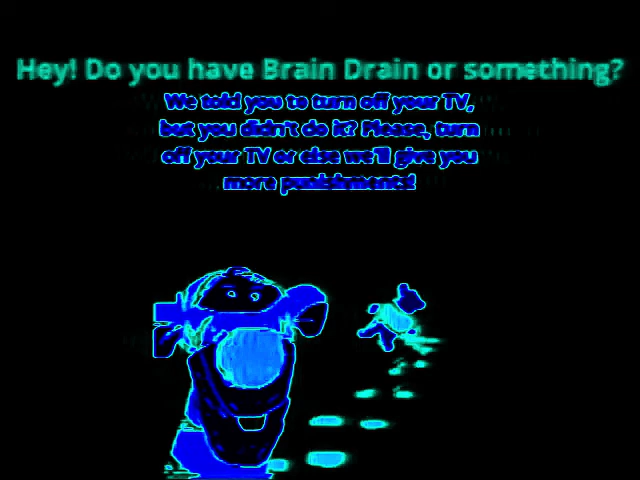 Hey! Do you have Brain Drain or something?
We told you to turn off your TV,
but you didn't do it? Please, turn
off your TV or else we'll give you
more punishments!